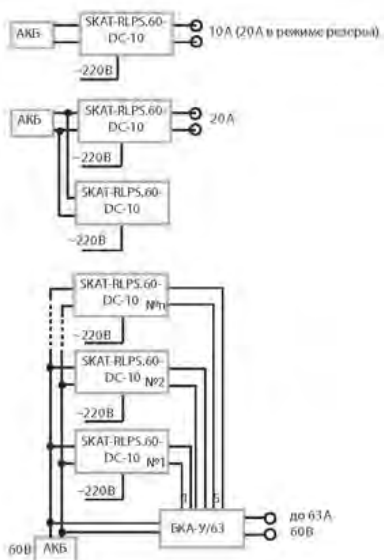 АКБ
SKAT-RLPS.60-
DC-10
10А (20А в режиме резерва)
~220В
АКБ
SKAT-RLPS.60-
DC-10
20А
~220В
SKAT-RLPS.60-
DC-10
~220В
SKAT-RLPS.60-
DC-10 №n
~220В
SKAT-RLPS.60-
DC-10 №2
~220В
SKAT-RLPS.60-
DC-10 №1
~220В
1 5
60В АКБ
БКА-У/63
до 63А
60В